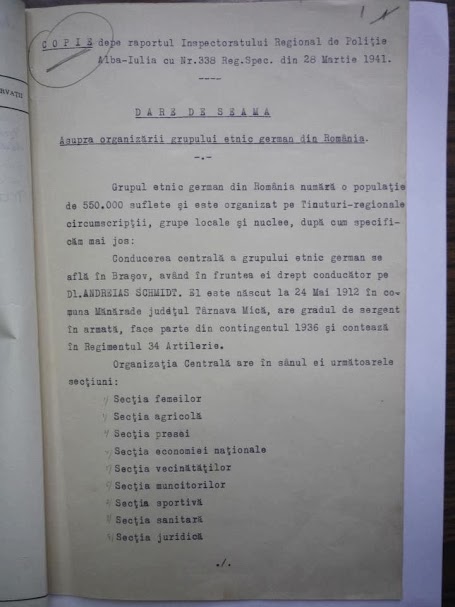 1
COPIE depe raportul Inspectoratului Regional de Poliţie
Alba-Iulia cu Nr.338 Reg.Spec. din 28 Martie 1941.
----
DARE DE SEAMA
Asupra organizării grupului etnic german din România.
-.-
Grupul etnic german din România numără o populaţie
de 550.000 suflete şi este organizat pe Tinuturi-regionale
circumscripţii, grupe locale şi nuclee, după cum specifi-
căm mai jos:
Conducerea centrală a grupului etnic german se
află în Braşov, având în fruntea ei drept conducător pe
Dl.ANDREIAS SCHMIDT. El este născut la 24 Mai 1912 în co-
muna Mănărade judeţul Târnava Mică, are gradul de sergent
în armată, face parte din contingentul 1936 şi contează
în Regimentul 34 Artilerie.
Organizaţia Centrală are în sânul ei următoarele
secţiuni:
Secţia femeilor
Secţia agricolă
Secţia presei
Secţia economiei naţionale
Secţia vecinătăţilor
Secţia muncitorilor
Secţia sportivă
Secţia sanitară
Secţia juridică
./.